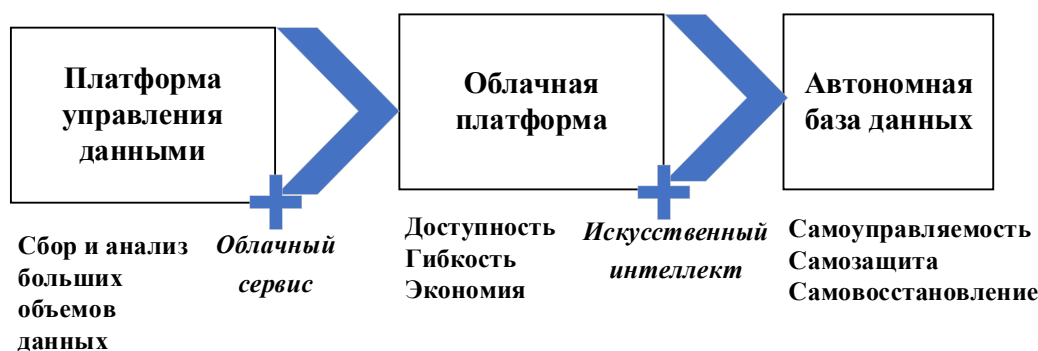 Платформа
управления
данными
Облачная
платформа
Автономная
база данных
Сбор и анализ
больших
объемов
данных
Облачный
сервис
Доступность
Гибкость
Экономия
Искусственный
интеллект
Самоуправляемость
Самозащита
Самовосстановление